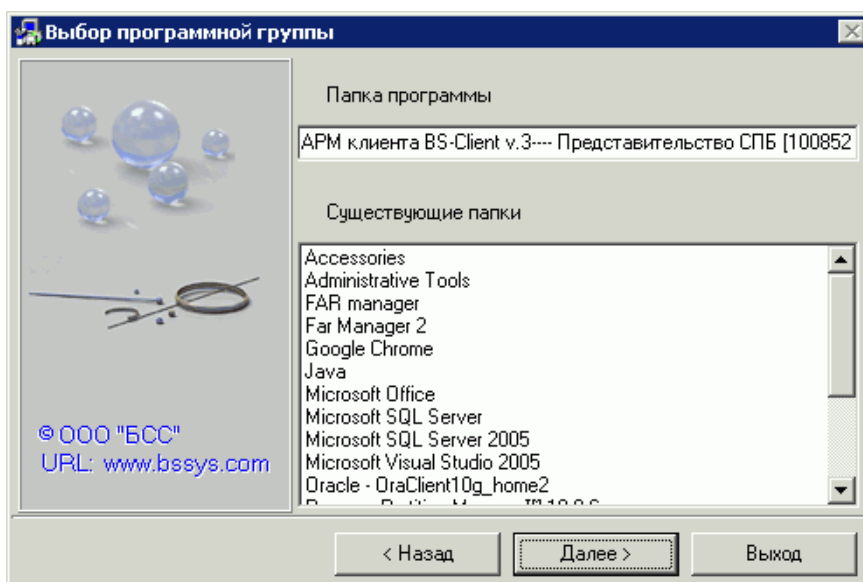 Выбор программной группы
Папка программы
АРМ клиента BS-Client v.3---- Представительство СПБ [100852
Существующие папки
Accessories
Administrative Tools
FAR manager
Far Manager 2
Google Chrome
Java
Microsoft Office
Microsoft SQL Server
Microsoft SQL Server 2005
Microsoft Visual Studio 2005
Oracle - OraClient10g_home2
© ООО "БСС"
URL: www.bssys.com
< Назад
Далее >
Выход